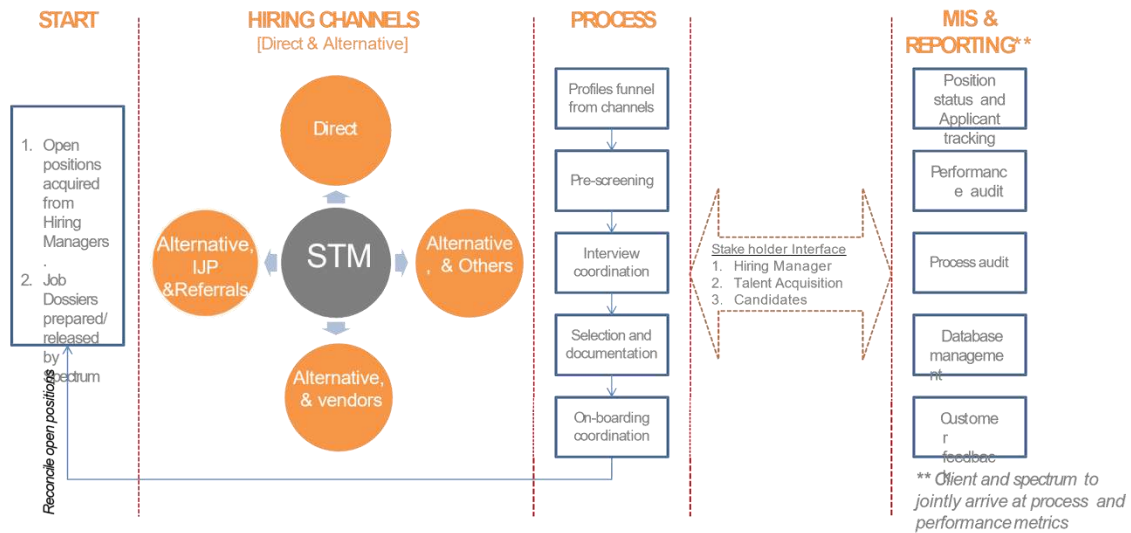 START
1. Open
positions
acquired
from
Hiring
Managers
.
2. Job
Dossiers
prepared/
released
by
Spectrum
Reconcile open positions
HIRING CHANNELS
[Direct & Alternative]
Direct
Alternative,
IJP
&Referrals
STM
Alternative
, & Others
Alternative,
& vendors
PROCESS
Profiles funnel
from channels
Pre-screening
Interview
coordination
Selection and
documentation
On-boarding
coordination
Stake holder Interface
1. Hiring Manager
2. Talent Acquisition
3. Candidates
MIS &
REPORTING**
Position
status and
Applicant
tracking
Performanc
e audit
Process audit
Database
manageme
nt
Custome
r
feedbac
k
** Client and spectrum to
jointly arrive at process and
performance metrics